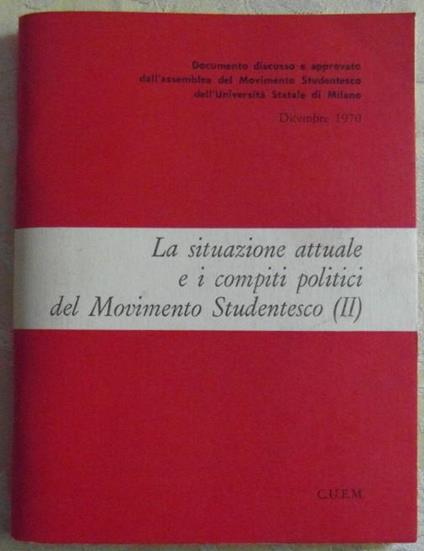 Documento discusso e approvato
dall'assemblea del Movimento Studentesco
dell'Università Statale di Milano
Dicembre 1970
La situazione attuale
e i compiti politici
del Movimento Studentesco (II)
C.U.E.M.